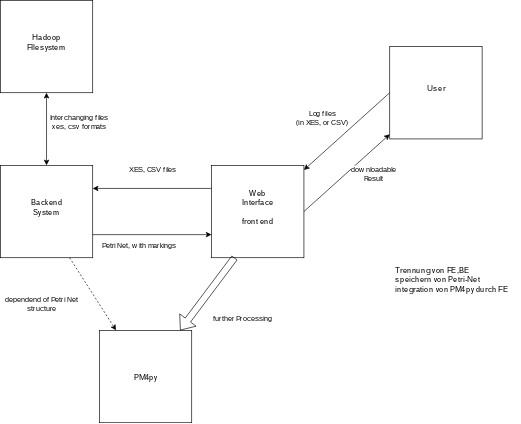 Hadoop
Filesystem
User
Log files
(in XES, or CSV)
Interchanging files
xes, csv formats
XES, CSV files
downloadable
Result
Backend
System
Web
Interface
front end
Petri Net, with markings
Trennung von FE,BE
speichern von Petri-Net
integration von PM4py durch FE
dependend of Petri Net
structure
further Processing
PM4py